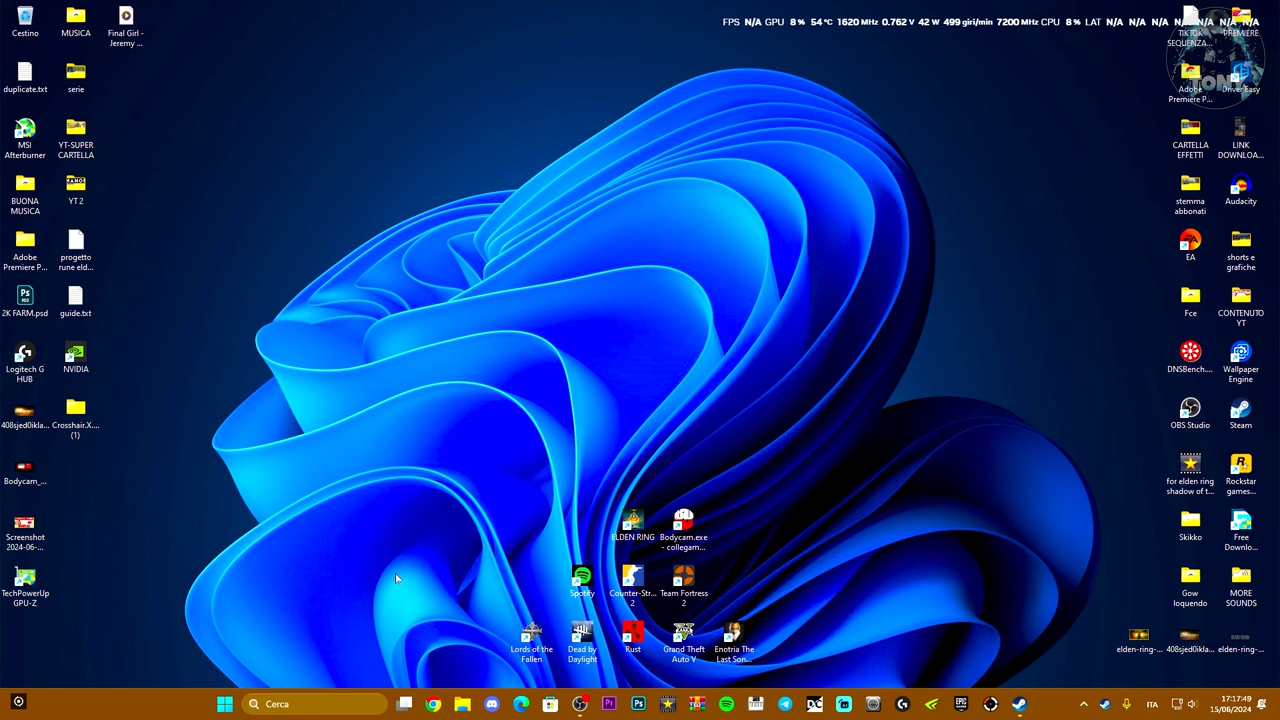 FPS N/A GPU 8 % 54 °C 1620 MHz 0.762 V 42 W 499 giri/min 7200 MHz CPU 8 % LAT N/A N/A N/A N/A N/A N/A
Cestino
MUSICA
Final Girl -
Jeremy ...
duplicate.txt
serie
MSI
Afterburner
YT-SUPER
CARTELLA
BUONA
MUSICA
YT 2
Adobe
Premiere P...
progetto
rune eld...
2K FARM.psd
guide.txt
Logitech G
HUB
NVIDIA
408sjed0ikla...
Crosshair.X....
(1)
Bodycam_...
Screenshot
2024-06-...
TechPowerUp
GPU-Z
ELDEN RING
Bodycam.exe
- collegam...
Spotify
Counter-Str...
2
Team Fortress
2
Lords of the
Fallen
Dead by
Daylight
Rust
Grand Theft
Auto V
Enotria The
Last Son...
TIKTOK
SEQUENZA...
PREMIERE
TONY
Adobe
Premiere P...
Driver Easy
CARTELLA
EFFETTI
LINK
DOWNLOA...
stemma
abbonati
Audacity
EA
shorts e
grafiche
Fce
CONTENUTO
YT
DNSBench....
Wallpaper
Engine
OBS Studio
Steam
for elden ring
shadow of t...
Rockstar
games...
Skikko
Free
Downlo...
Gow
loquendo
MORE
SOUNDS
elden-ring-...
408sjed0ikla...
elden-ring-...
Cerca
ITA
17:17:49
15/06/2024